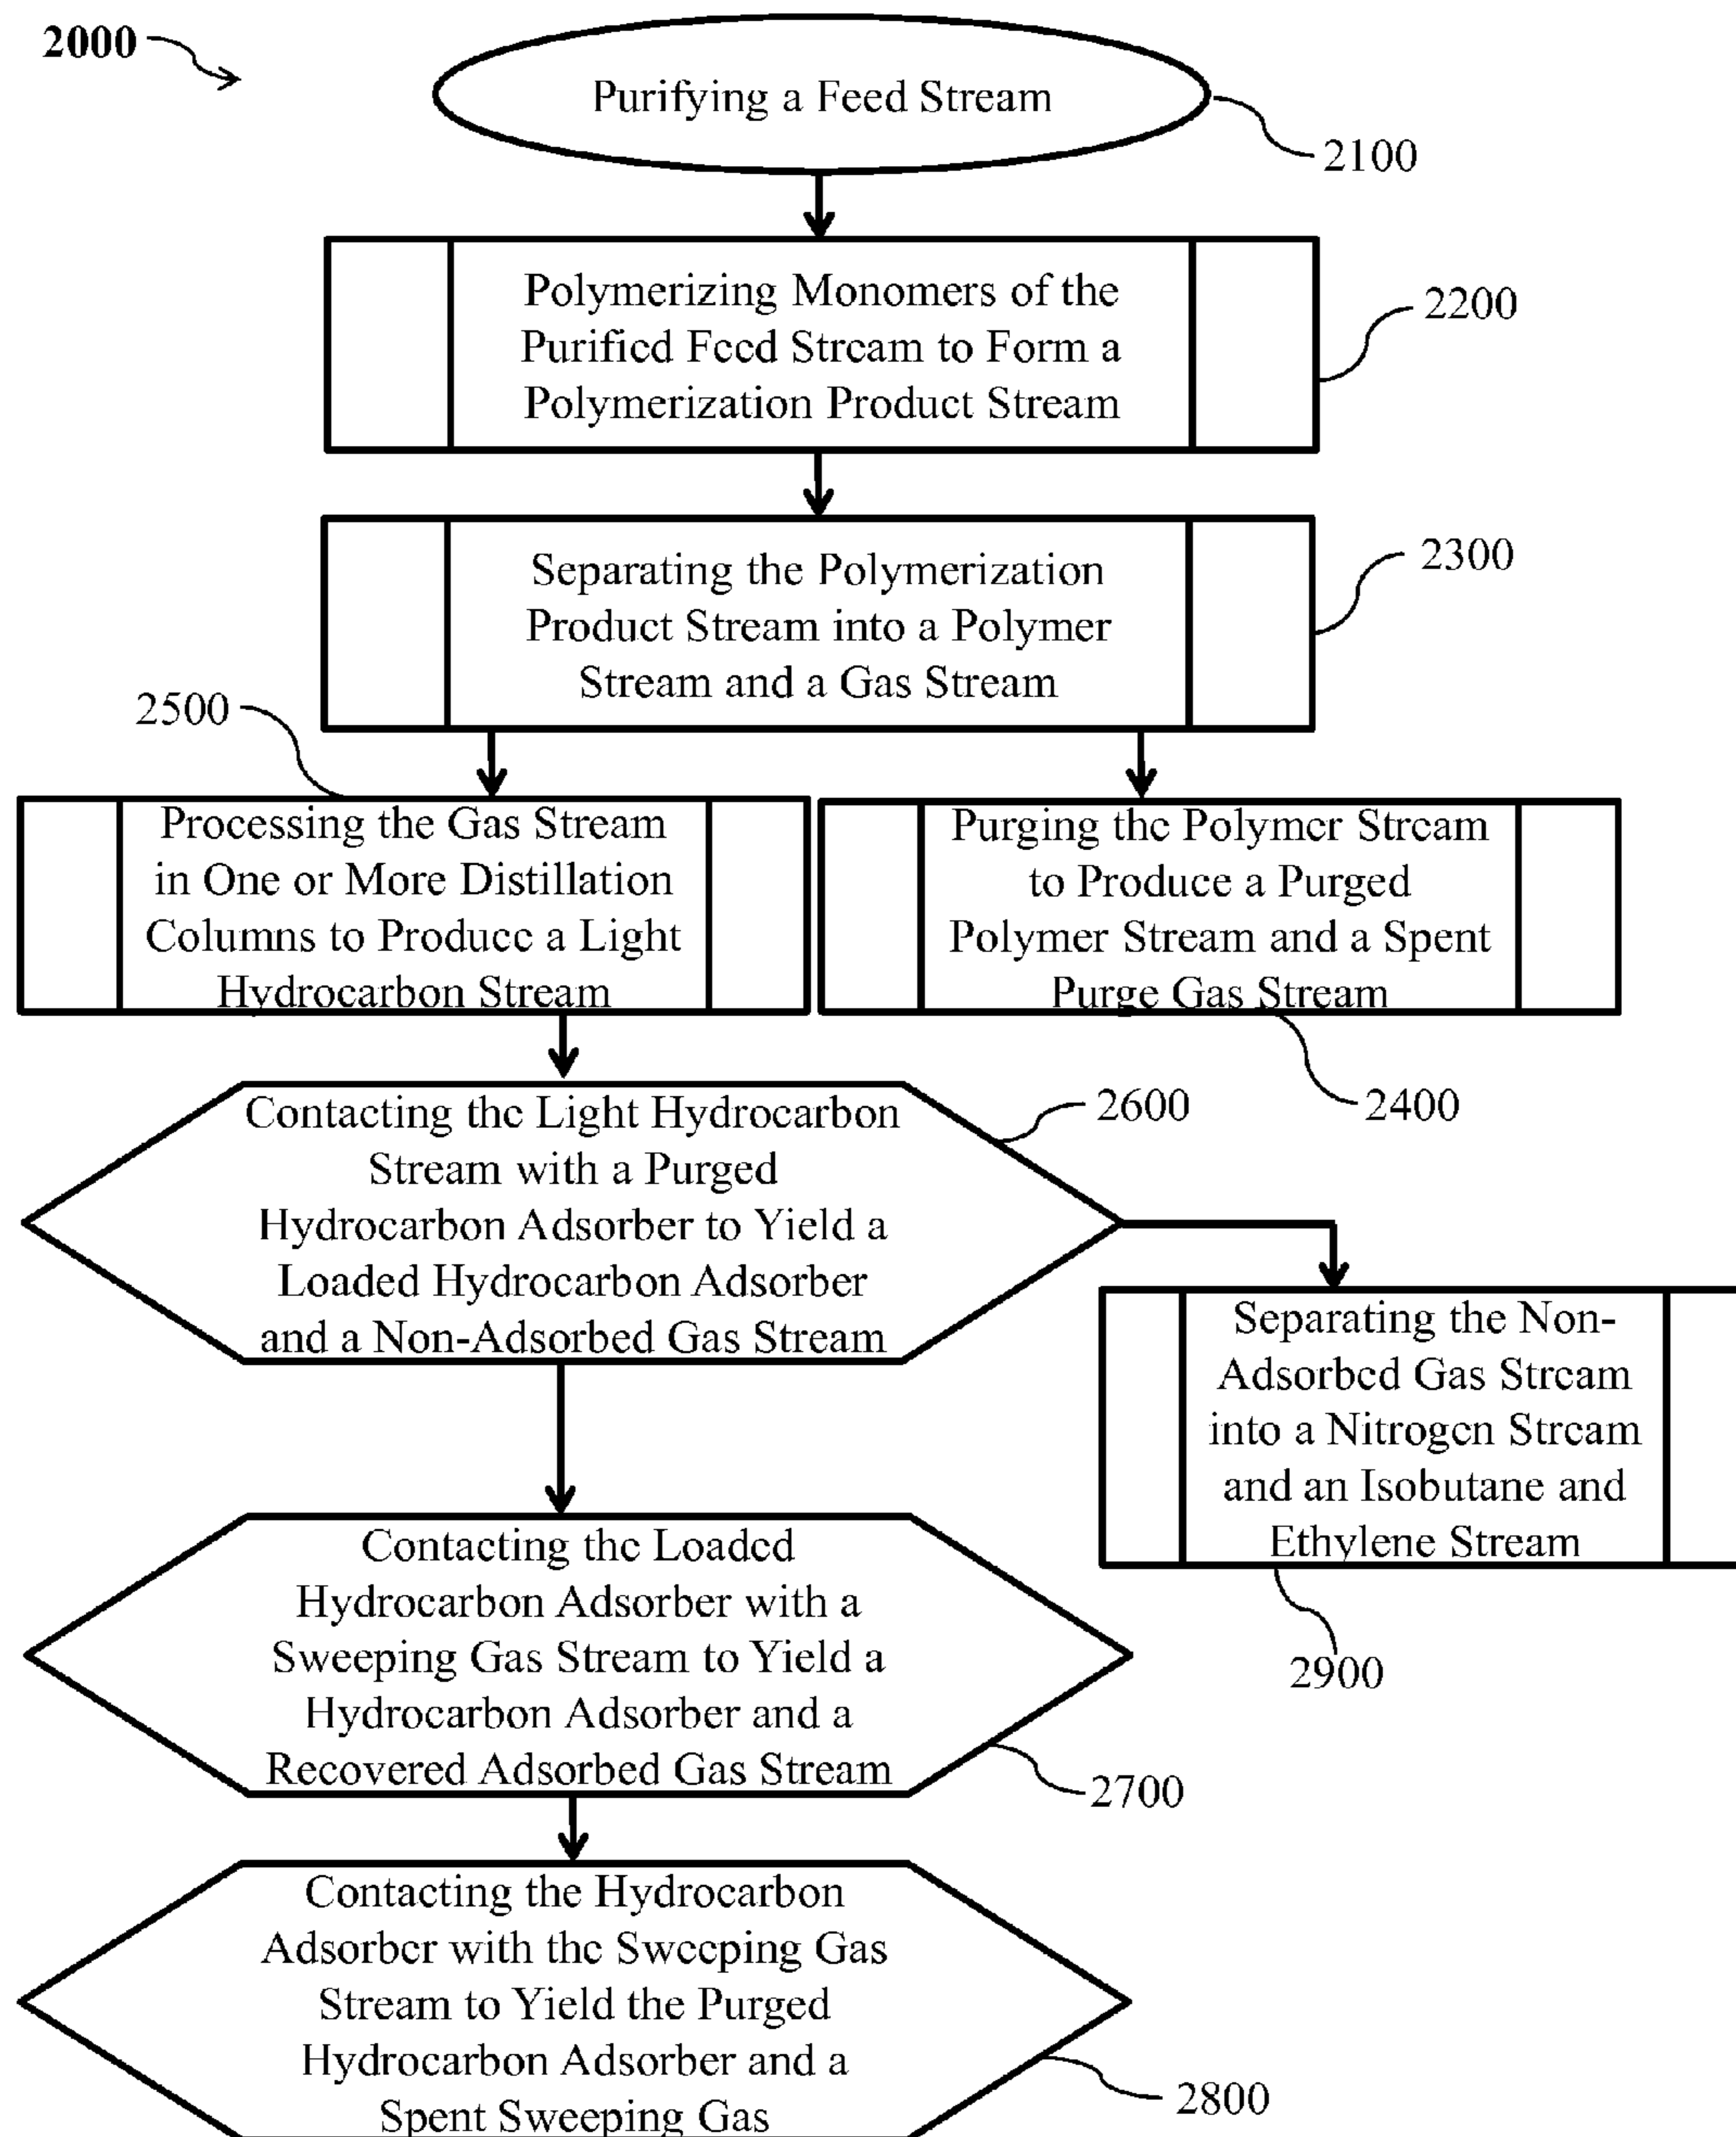 2000
Purifying a Feed Stream
2100
Polymerizing Monomers of the
Purified Feed Stream to Form a
Polymerization Product Stream
2200
Separating the Polymerization
Product Stream into a Polymer
Stream and a Gas Stream
2300
2500
Processing the Gas Stream
in One or More Distillation
Columns to Produce a Light
Hydrocarbon Stream
Purging the Polymer Stream
to Produce a Purged
Polymer Stream and a Spent
Purge Gas Stream
2400
Contacting the Light Hydrocarbon
Stream with a Purged
Hydrocarbon Adsorber to Yield a
Loaded Hydrocarbon Adsorber
and a Non-Adsorbed Gas Stream
2600
Separating the Non-
Adsorbed Gas Stream
into a Nitrogen Stream
and an Isobutane and
Ethylene Stream
2900
Contacting the Loaded
Hydrocarbon Adsorber with a
Sweeping Gas Stream to Yield a
Hydrocarbon Adsorber and a
Recovered Adsorbed Gas Stream
2700
Contacting the Hydrocarbon
Adsorber with the Sweeping Gas
Stream to Yield the Purged
Hydrocarbon Adsorber and a
Spent Sweeping Gas
2800